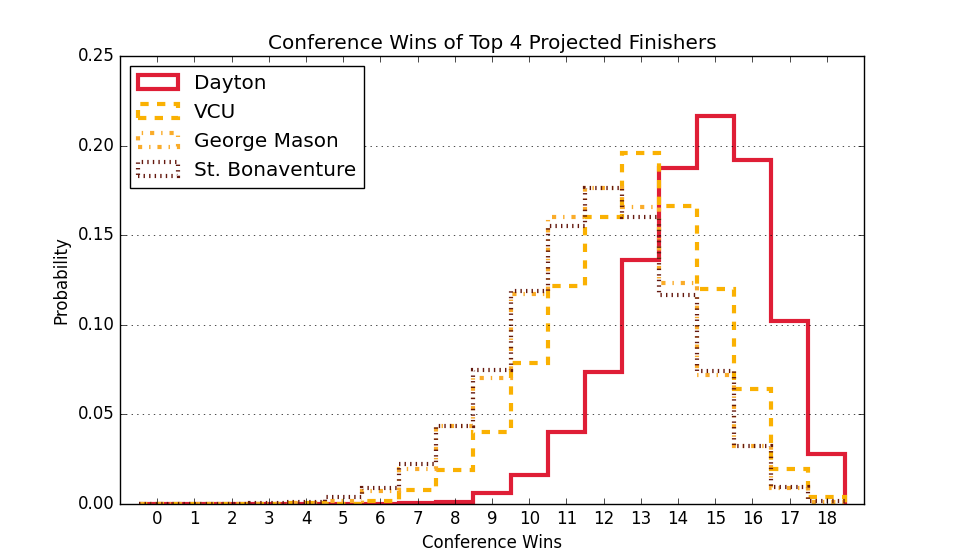 Conference Wins of Top 4 Projected Finishers
0.25
0.20
0.15
0.10
0.05
0.00
Probability
Dayton
VCU
George Mason
St. Bonaventure
0 1 2 3 4 5 6 7 8 9 10 11 12 13 14 15 16 17 18
Conference Wins